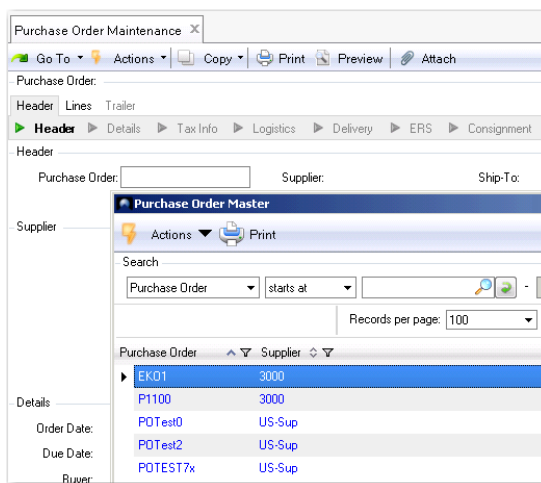 Purchase Order Maintenance X
Go To Actions Copy Print Preview Attach
Purchase Order:
Header Lines Trailer
Header Details Tax Info Logistics Delivery ERS Consignment
Header
Purchase Order: Supplier: Ship-To:
Purchase Order Master
Actions Print
Supplier
Search
Purchase Order starts at -
Records per page: 100
Purchase Order Supplier
EK01 3000
P1100 3000
Details
POTest0 US-Sup
Order Date:
POTest2 US-Sup
Due Date:
POTEST7x US-Sup
Buyer: